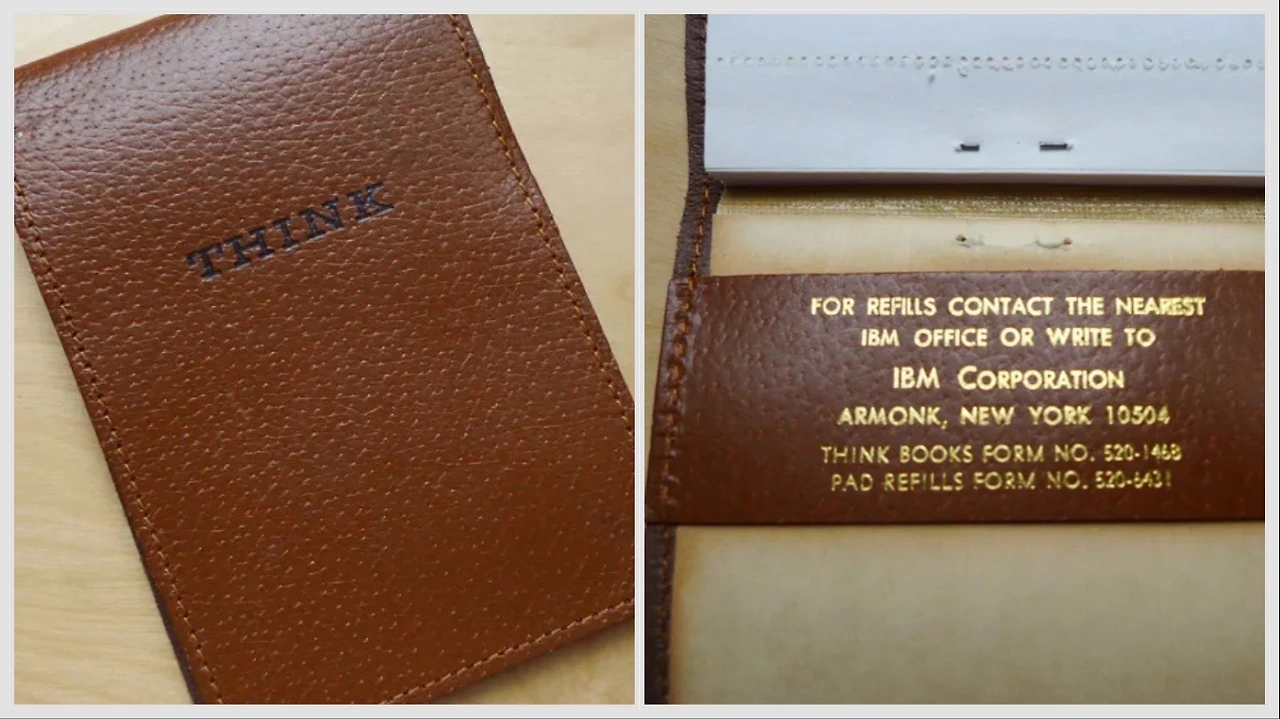 THINK
FOR REFILLS CONTACT THE NEAREST
IBM OFFICE OR WRITE TO
IBM CORPORATION
ARMONK, NEW YORK 10504
THINK BOOKS FORM NO. 520-1468
PAD REFILLS FORM NO. 520-6431